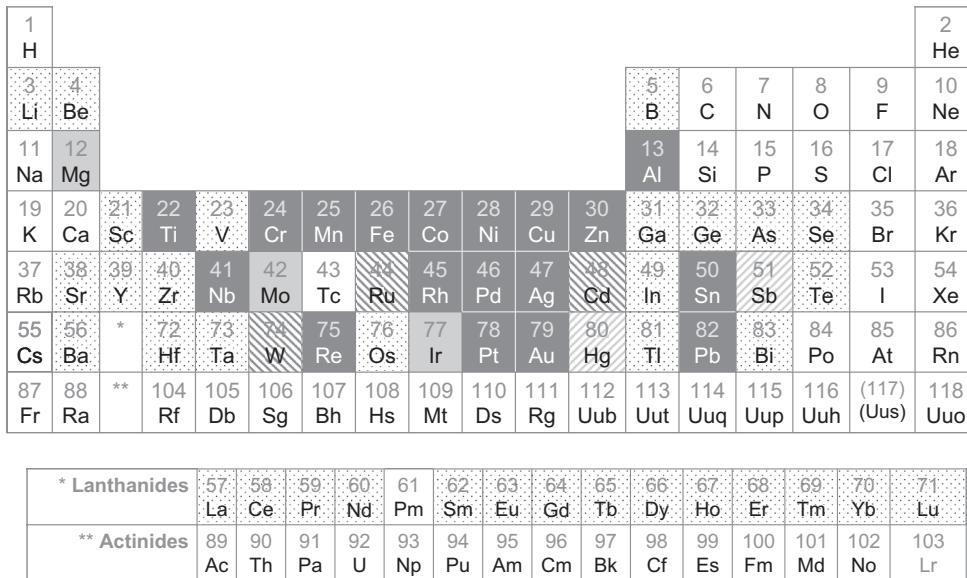 1 2
H He
3 4 5 6 7 8 9 10
Li Be B C N O F Ne
11 12 13 14 15 16 17 18
Na Mg Al Si P S Cl Ar
19 20 21 22 23 24 25 26 27 28 29 30 31 32 33 34 35 36
K Ca Sc Ti V Cr Mn Fe Co Ni Cu Zn Ga Ge As Se Br Kr
37 38 39 40 41 42 43 44 45 46 47 48 49 50 51 52 53 54
Rb Sr Y Zr Nb Mo Tc Ru Rh Pd Ag Cd In Sn Sb Te I Xe
55 56 * 72 73 74 75 76 77 78 79 80 81 82 83 84 85 86
Cs Ba Hf Ta W Re Os Ir Pt Au Hg Tl Pb Bi Po At Rn
87 88 ** 104 105 106 107 108 109 110 111 112 113 114 115 116 (117) 118
Fr Ra Rf Db Sg Bh Hs Mt Ds Rg Uub Uut Uuq Uup Uuh (Uus) Uuo
* Lanthanides 57 58 59 60 61 62 63 64 65 66 67 68 69 70 71
La Ce Pr Nd Pm Sm Eu Gd Tb Dy Ho Er Tm Yb Lu
** Actinides 89 90 91 92 93 94 95 96 97 98 99 100 101 102 103
Ac Th Pa U Np Pu Am Cm Bk Cf Es Fm Md No Lr